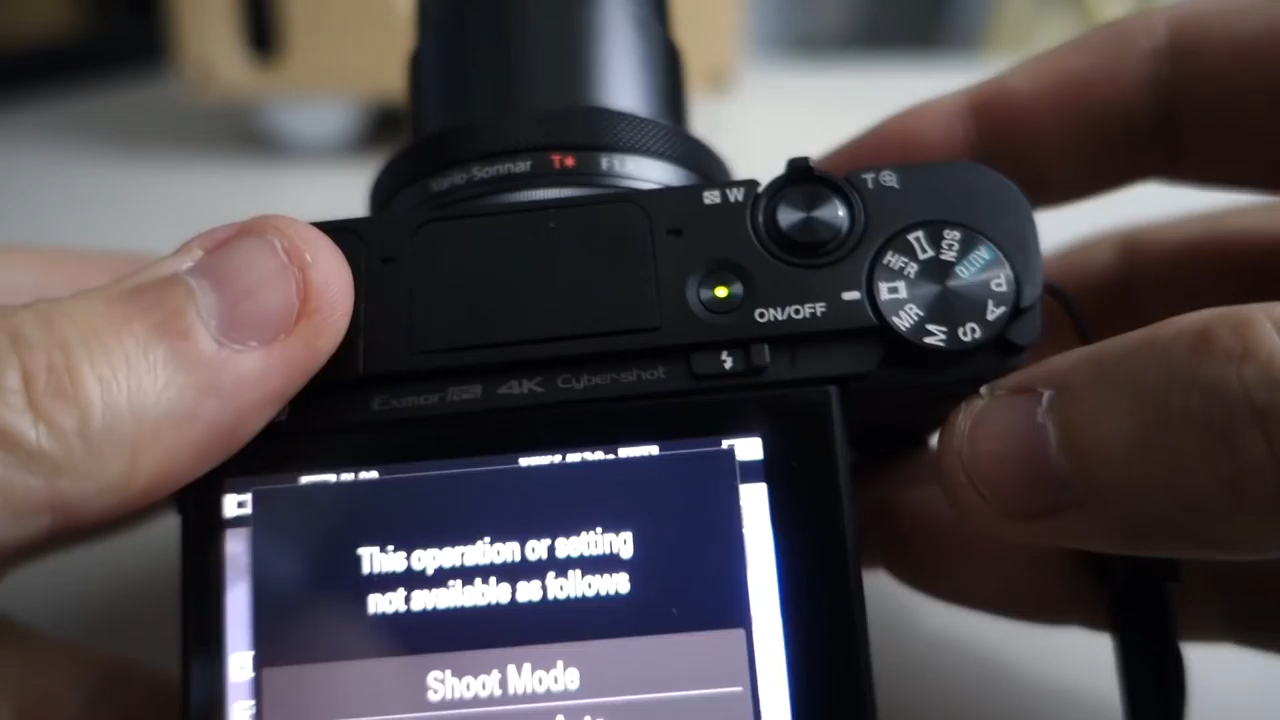 Vario-Sonnar T*
W
T
SCN
AUTO
HFR
P
A
S
M
MR
ON/OFF
Exmor RS 4K Cyber-shot
This operation or setting
not available as follows
Shoot Mode